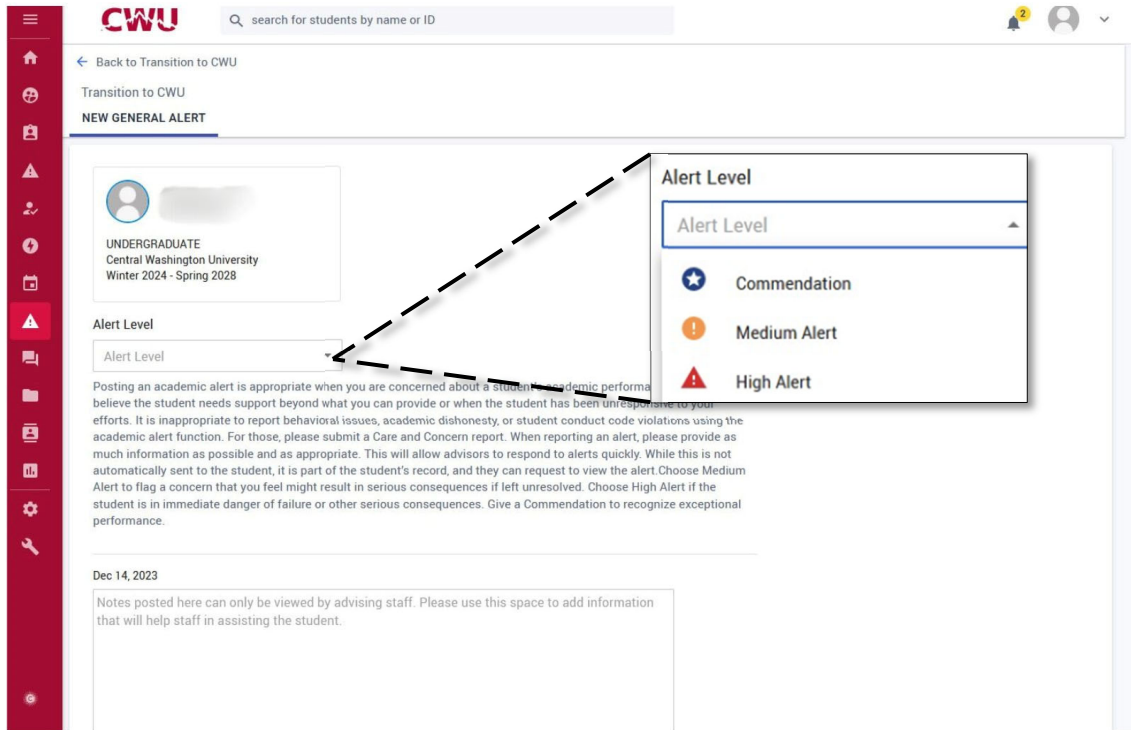 CWU
search for students by name or ID
2
Back to Transition to CWU
Transition to CWU
NEW GENERAL ALERT
UNDERGRADUATE
Central Washington University
Winter 2024 - Spring 2028
Alert Level
Alert Level
Alert Level
Alert Level
Commendation
Medium Alert
High Alert
Posting an academic alert is appropriate when you are concerned about a student's academic performa
believe the student needs support beyond what you can provide or when the student has been unresponsive to your
efforts. It is inappropriate to report behavioral issues, academic dishonesty, or student conduct code violations using the
academic alert function. For those, please submit a Care and Concern report. When reporting an alert, please provide as
much information as possible and as appropriate. This will allow advisors to respond to alerts quickly. While this is not
automatically sent to the student, it is part of the student's record, and they can request to view the alert.Choose Medium
Alert to flag a concern that you feel might result in serious consequences if left unresolved. Choose High Alert if the
student is in immediate danger of failure or other serious consequences. Give a Commendation to recognize exceptional
performance.
Dec 14, 2023
Notes posted here can only be viewed by advising staff. Please use this space to add information
that will help staff in assisting the student.